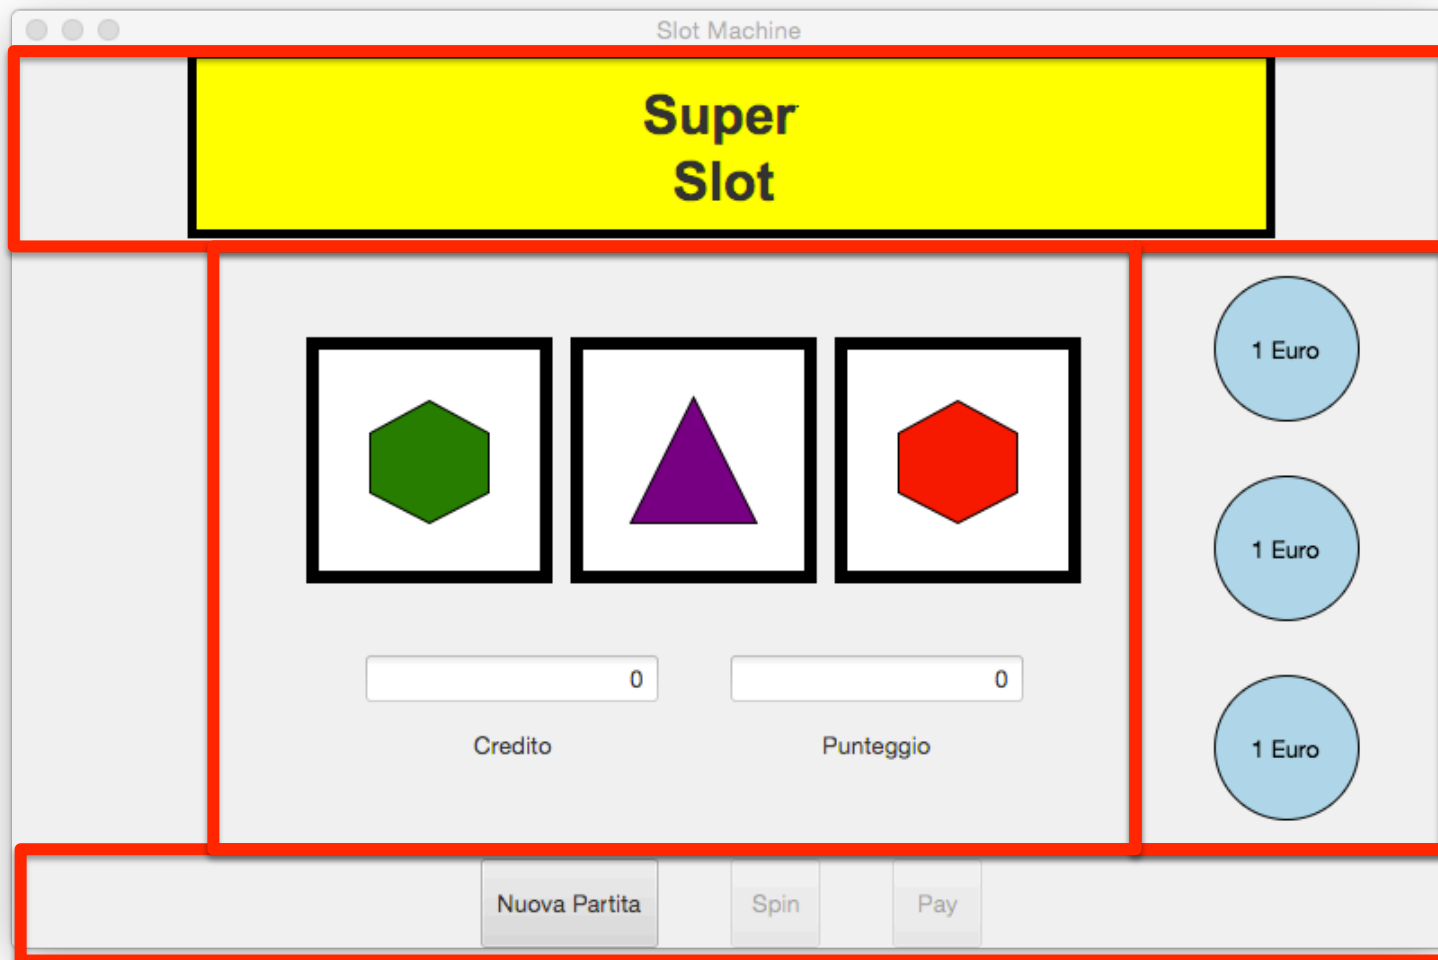 Slot Machine
Super
Slot
1 Euro
1 Euro
0 0
Credito Punteggio
1 Euro
Nuova Partita Spin Pay